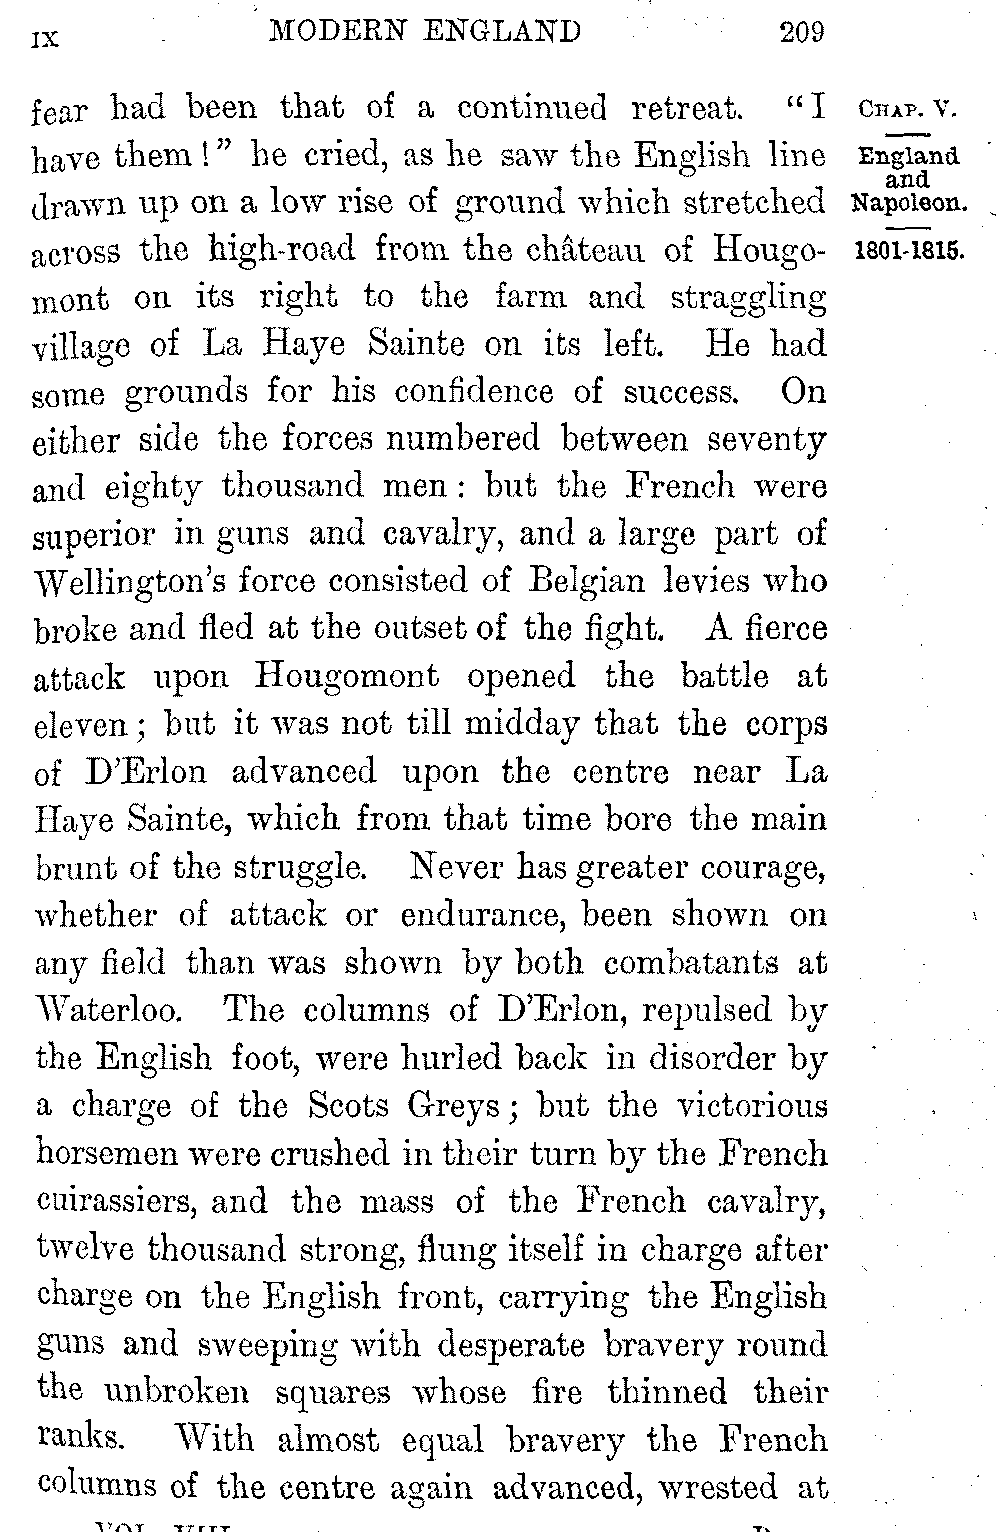 IX MODERN ENGLAND 209
fear had been that of a continued retreat. "I
have them!" he cried, as he saw the English line
drawn up on a low rise of ground which stretched
across the high-road from the château of Hougo-
mont on its right to the farm and straggling
village of La Haye Sainte on its left. He had
some grounds for his confidence of success. On
either side the forces numbered between seventy
and eighty thousand men: but the French were
superior in guns and cavalry, and a large part of
Wellington's force consisted of Belgian levies who
broke and fled at the outset of the fight. A fierce
attack upon Hougomont opened the battle at
eleven; but it was not till midday that the corps
of D'Erlon advanced upon the centre near La
Haye Sainte, which from that time bore the main
brunt of the struggle. Never has greater courage,
whether of attack or endurance, been shown on
any field than was shown by both combatants at
Waterloo. The columns of D'Erlon, repulsed by
the English foot, were hurled back in disorder by
a charge of the Scots Greys; but the victorious
horsemen were crushed in their turn by the French
cuirassiers, and the mass of the French cavalry,
twelve thousand strong, flung itself in charge after
charge on the English front, carrying the English
guns and sweeping with desperate bravery round
the unbroken squares whose fire thinned their
ranks. With almost equal bravery the French
columns of the centre again advanced, wrested at
CHAP. V.
England
and
Napoleon.
1801-1815.